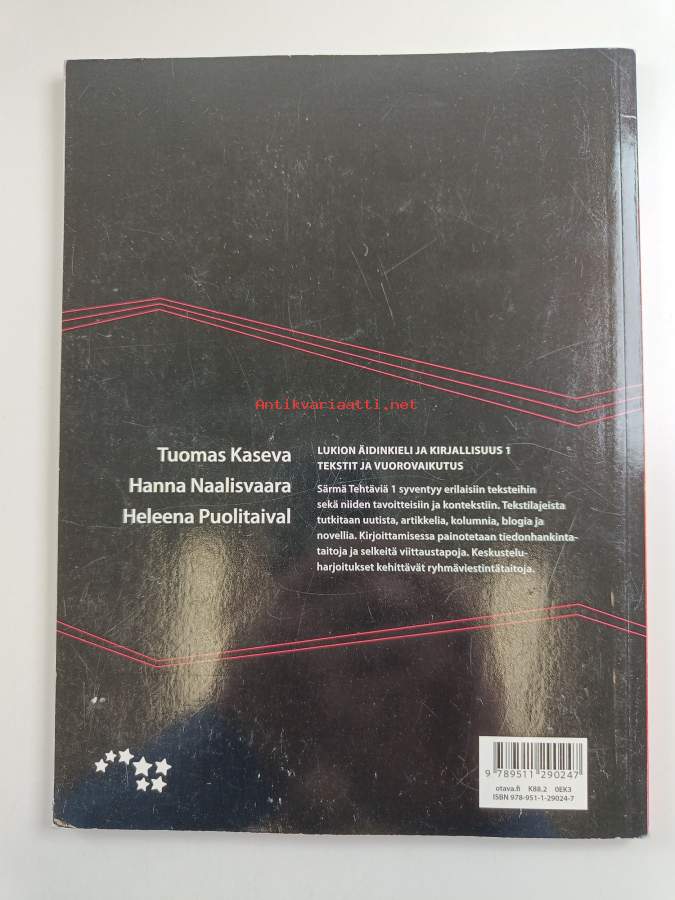 Antikvariaatti.net
Tuomas Kaseva
Hanna Naalisvaara
Heleena Puolitaival
LUKION ÄIDINKIELI JA KIRJALLISUUS 1
TEKSTIT JA VUOROVAIKUTUS
Särmä Tehtäviä 1 syventyy erilaisiin teksteihin
sekä niiden tavoitteisiin ja kontekstiin. Tekstilajeista
tutkitaan uutista, artikkelia, kolumnia, blogia ja
novellia. Kirjoittamisessa painotetaan tiedonhankinta-
taitoja ja selkeitä viittaustapoja. Keskustelu-
harjoitukset kehittävät ryhmäviestintätaitoja.
9 789511 290247
otava.fi K88.2 0EK3
ISBN 978-951-1-29024-7